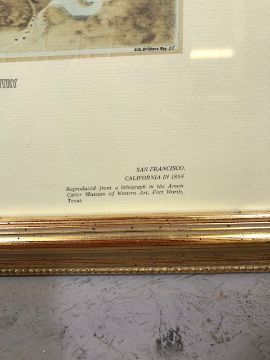 NTRY
SAN FRANCISCO,
CALIFORNIA IN 1868
Reproduced from a lithograph in the Amon
Carter Museum of Western Art, Fort Worth,
Texas.